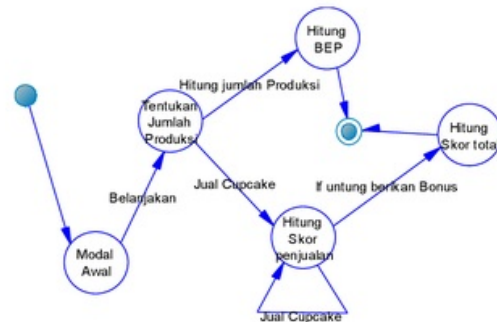 Hitung
BEP
Hitung jumlah Produksi
Tentukan
Jumlah
Produksi
Hitung
Skor total
Jual Cupcake
If untung berikan Bonus
Belanjakan
Hitung
Skor
penjualan
Modal
Awal
Jual Cupcake